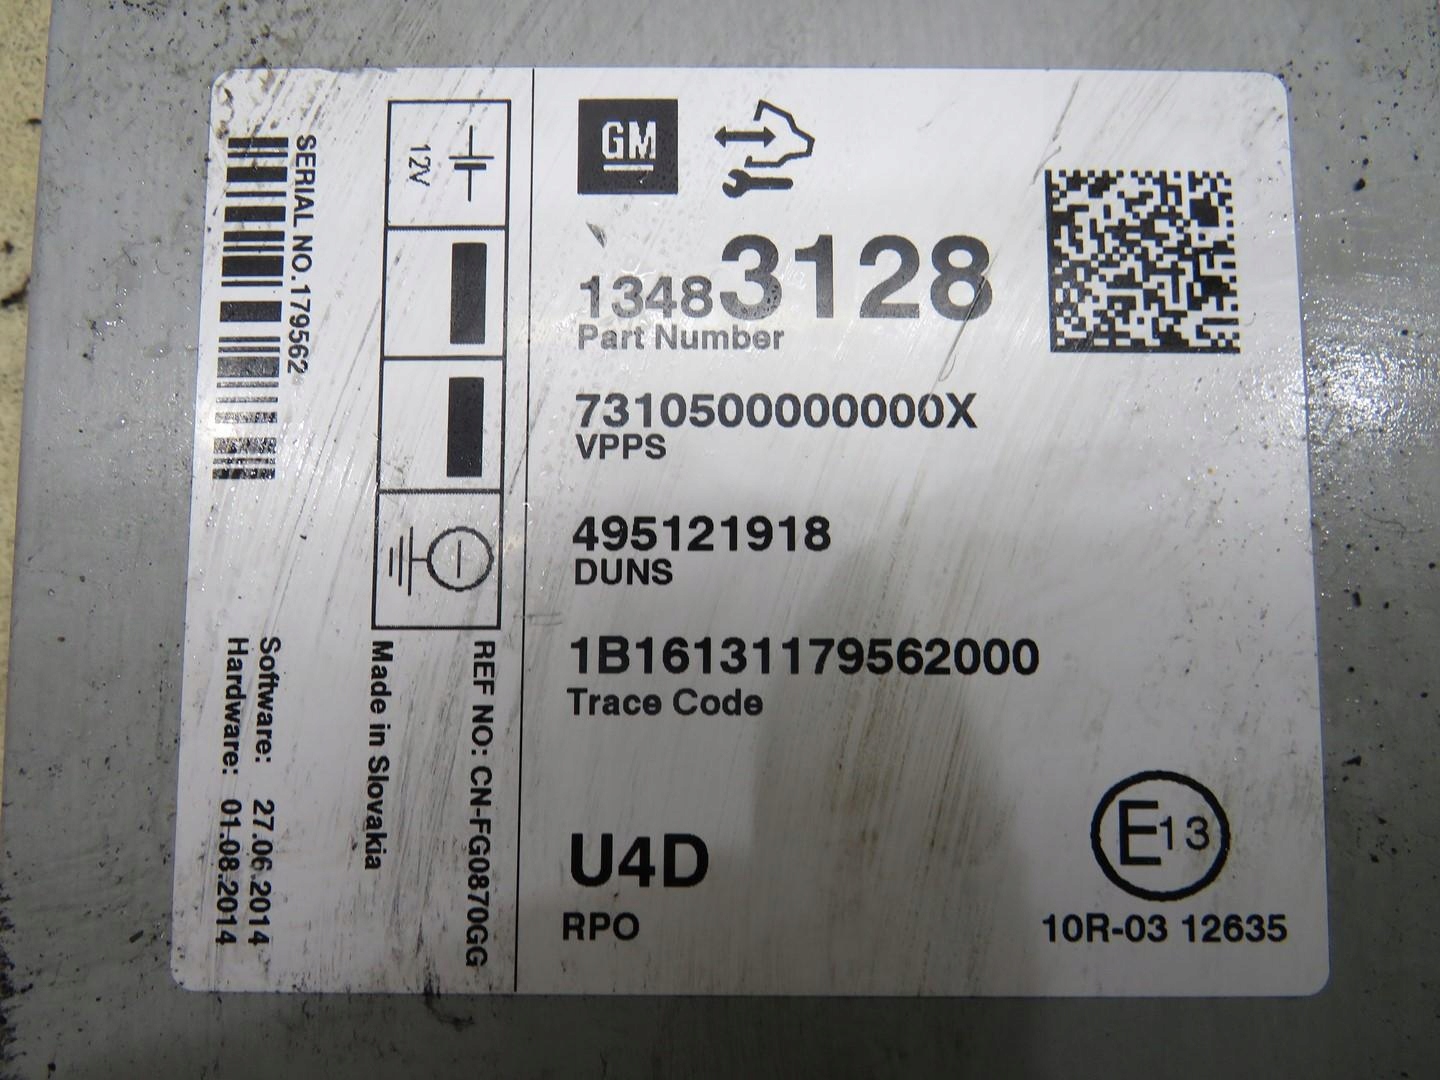 GM
13483128
Part Number
7310500000000X
VPPS
495121918
DUNS
1B16131179562000
Trace Code
U4D
RPO
E13
10R-03 12635
12V
REF NO: CN-FG0870GG
Made in Slovakia
SERIAL NO.179562
Software: 27.06.2014
Hardware: 01.08.2014